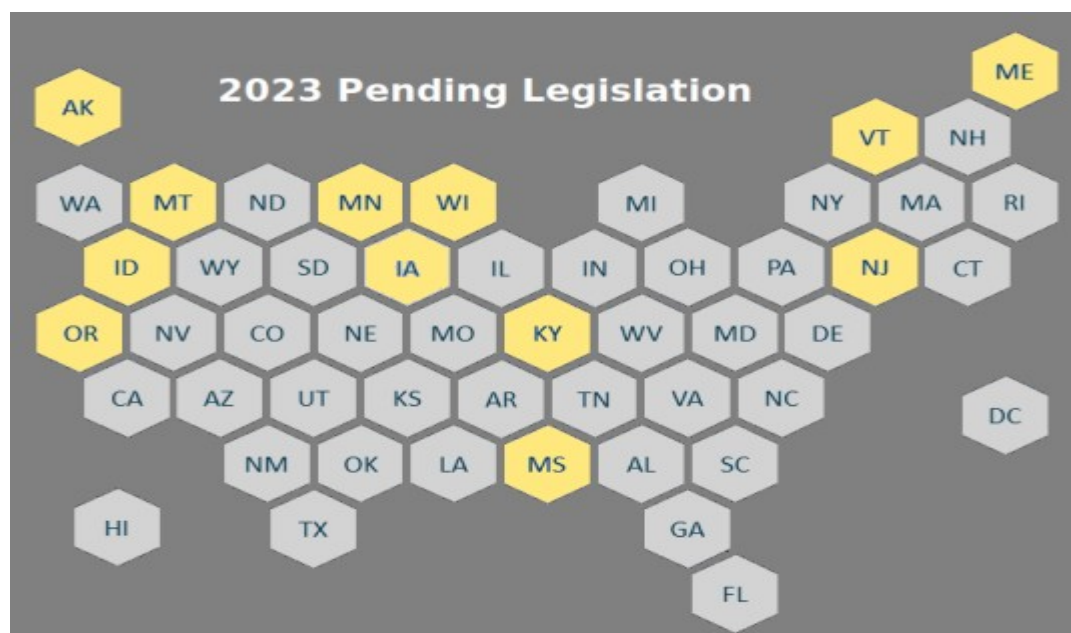 ME
2023 Pending Legislation
AK
VT NH
WA MT ND MN WI MI NY MA RI
ID WY SD IA IL IN OH PA NJ CT
OR NV CO NE MO KY WV MD DE
CA AZ UT KS AR TN VA NC
DC
NM OK LA MS AL SC
HI TX GA
FL